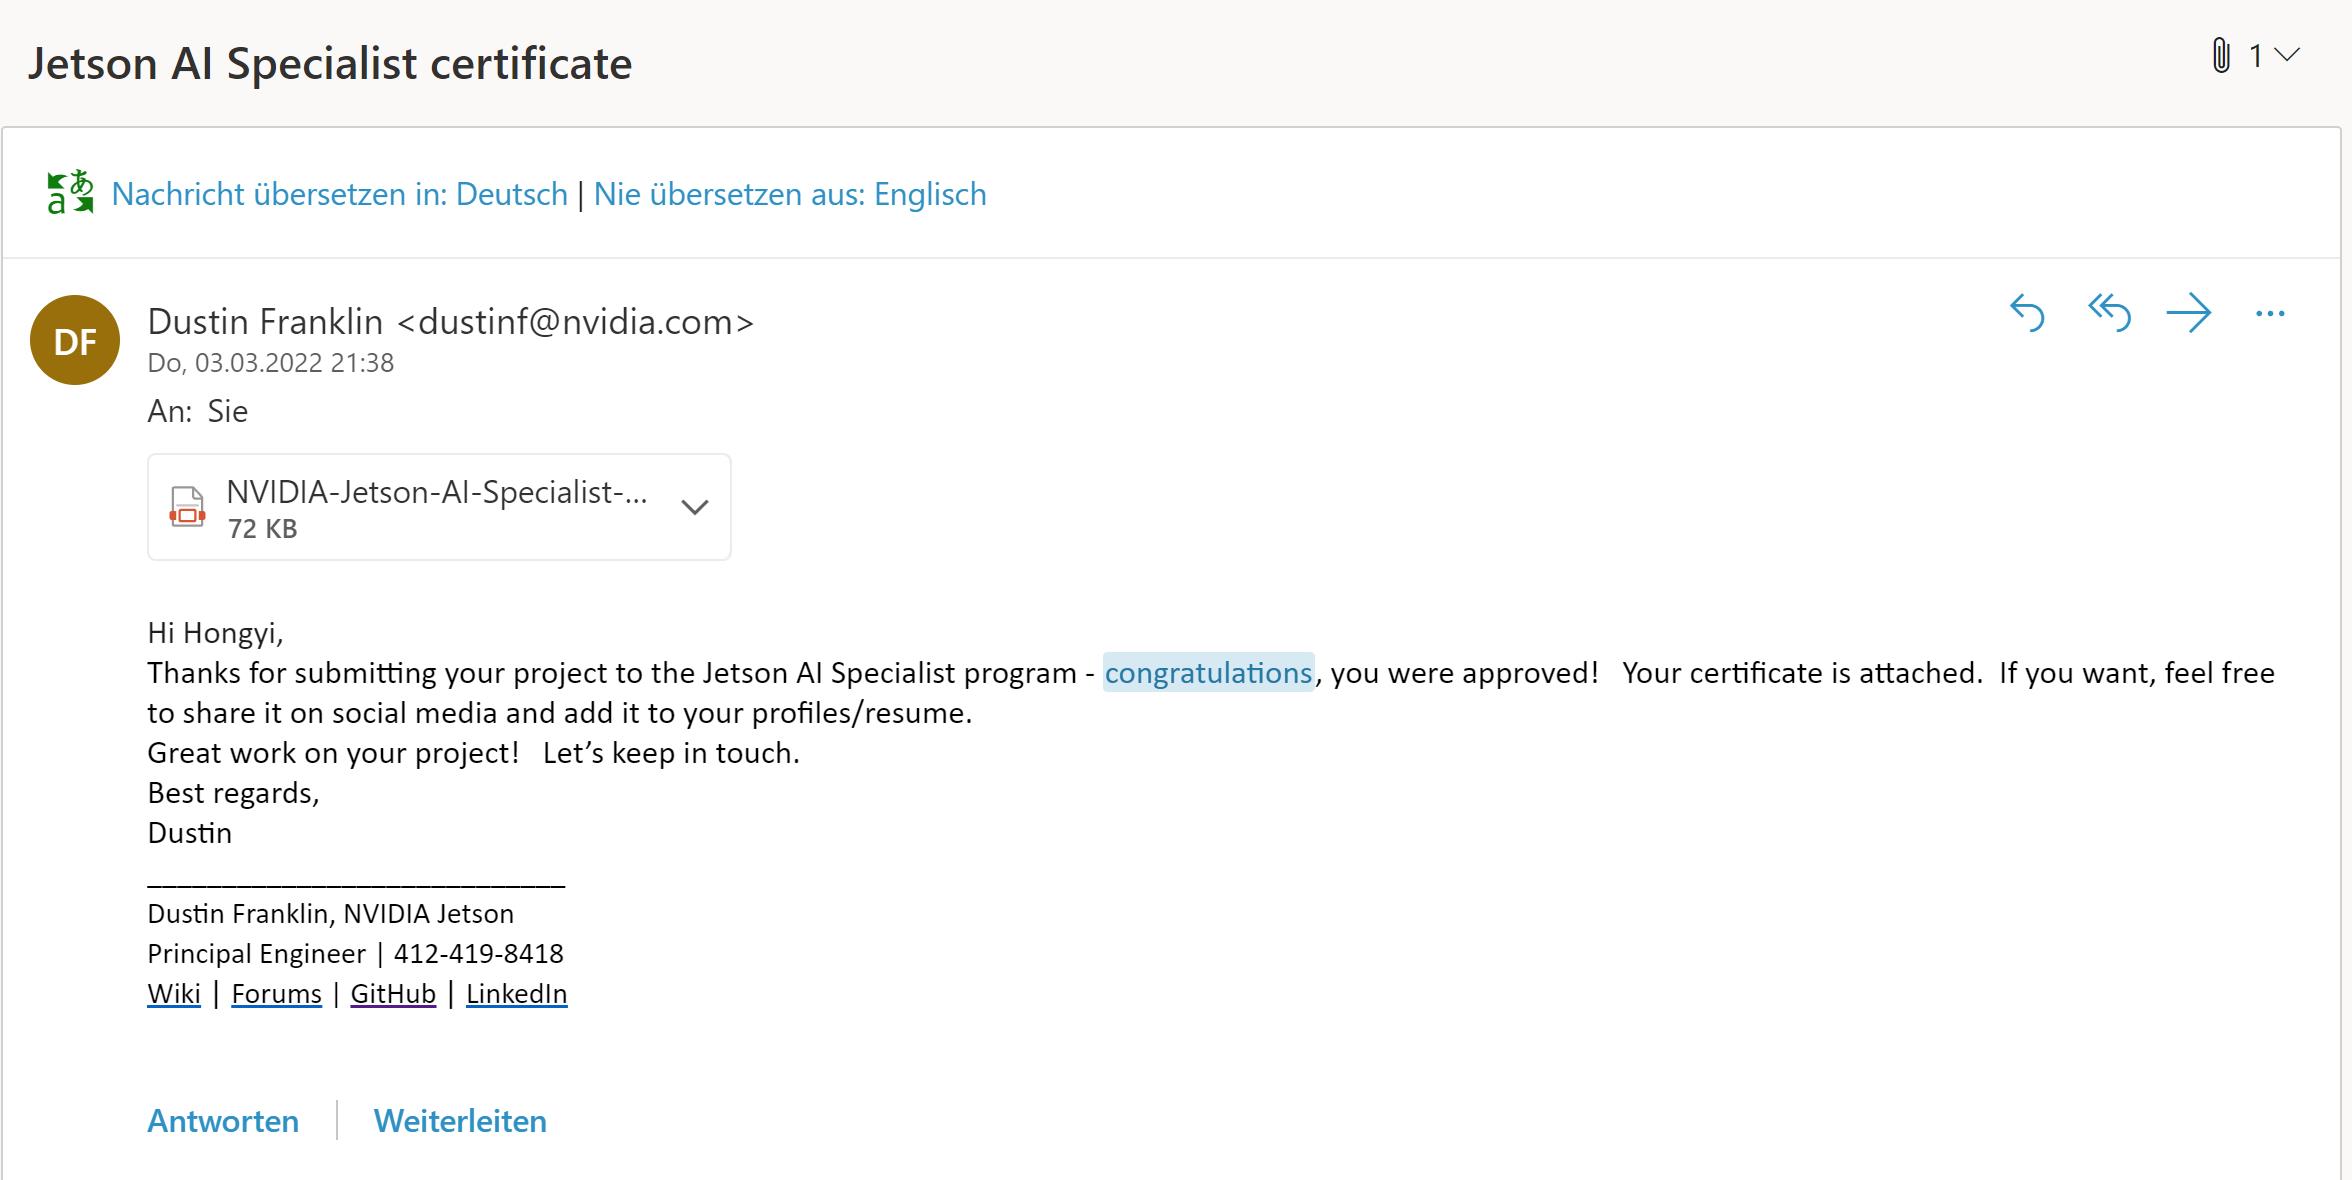 Jetson AI Specialist certificate
1
Nachricht übersetzen in: Deutsch | Nie übersetzen aus: Englisch
DF
Dustin Franklin <dustinf@nvidia.com>
Do, 03.03.2022 21:38
An: Sie
NVIDIA-Jetson-AI-Specialist-...
72 KB
Hi Hongyi,
Thanks for submitting your project to the Jetson AI Specialist program - congratulations, you were approved!   Your certificate is attached.  If you want, feel free
to share it on social media and add it to your profiles/resume.
Great work on your project!   Let’s keep in touch.
Best regards,
Dustin
____________________________
Dustin Franklin, NVIDIA Jetson
Principal Engineer | 412-419-8418
Wiki | Forums | GitHub | LinkedIn
Antworten | Weiterleiten